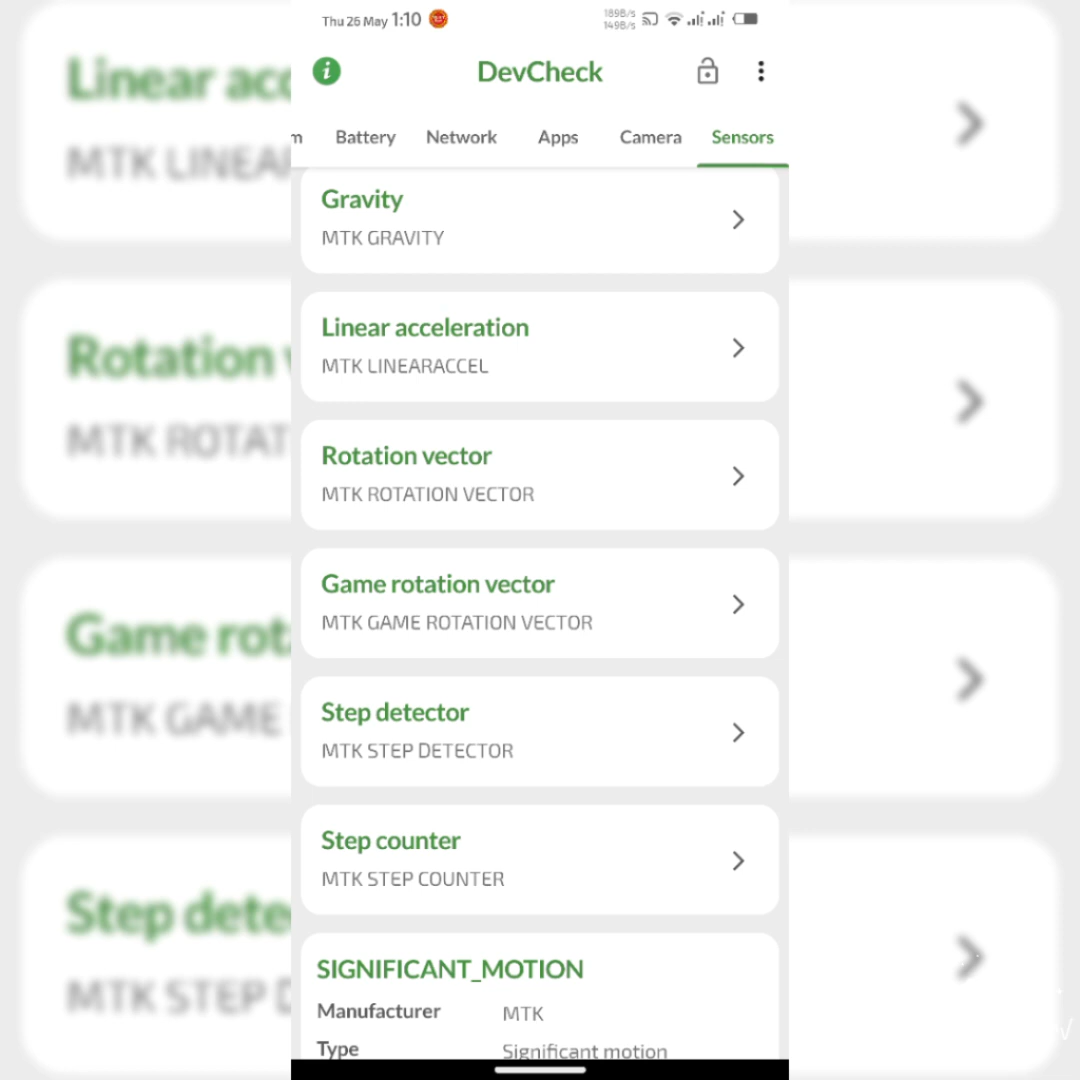 Thu 26 May 1:10
189B/s
149B/s
DevCheck
Battery Network Apps Camera Sensors
Gravity
MTK GRAVITY
Linear acceleration
MTK LINEARACCEL
Rotation vector
MTK ROTATION VECTOR
Game rotation vector
MTK GAME ROTATION VECTOR
Step detector
MTK STEP DETECTOR
Step counter
MTK STEP COUNTER
SIGNIFICANT_MOTION
Manufacturer MTK
Type Significant motion